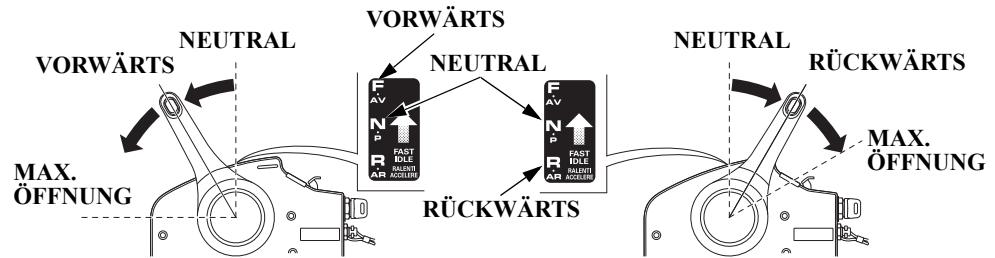 VORWÄRTS
NEUTRAL
VORWÄRTS
MAX.
ÖFFNUNG
F
AV
N
P
R
AR
FAST
IDLE
RALENTI
ACCELERE
NEUTRAL
F
AV
N
P
R
AR
FAST
IDLE
RALENTI
ACCELERE
RÜCKWÄRTS
NEUTRAL
RÜCKWÄRTS
MAX.
ÖFFNUNG